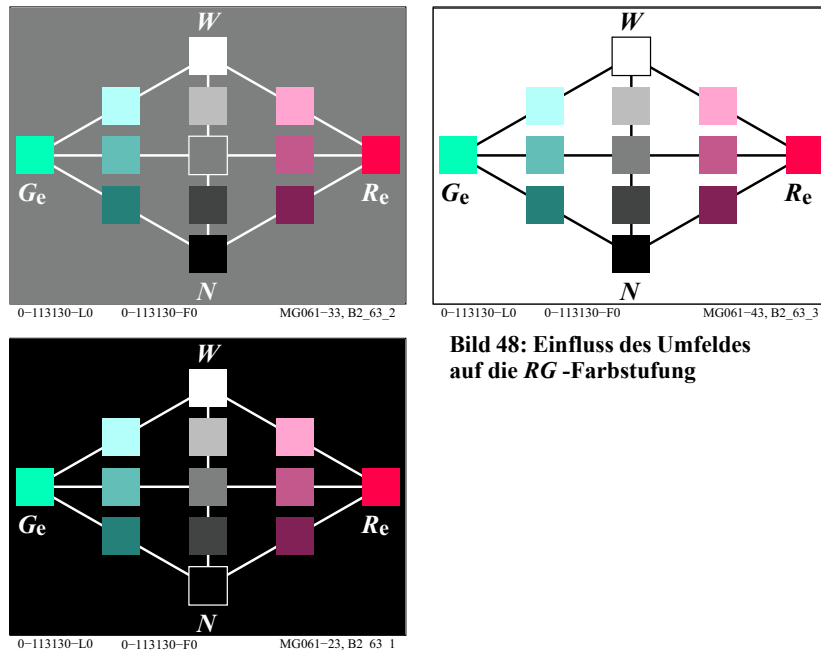 W
Ge
Re
N
0−113130−L0 0−113130−F0 MG061−33, B2_63_2
W
Ge
Re
N
0−113130−L0 0−113130−F0 MG061−43, B2_63_3
Bild 48: Einfluss des Umfeldes
auf die RG -Farbstufung
W
Ge
Re
N
0−113130−L0 0−113130−F0 MG061−23, B2_63_1